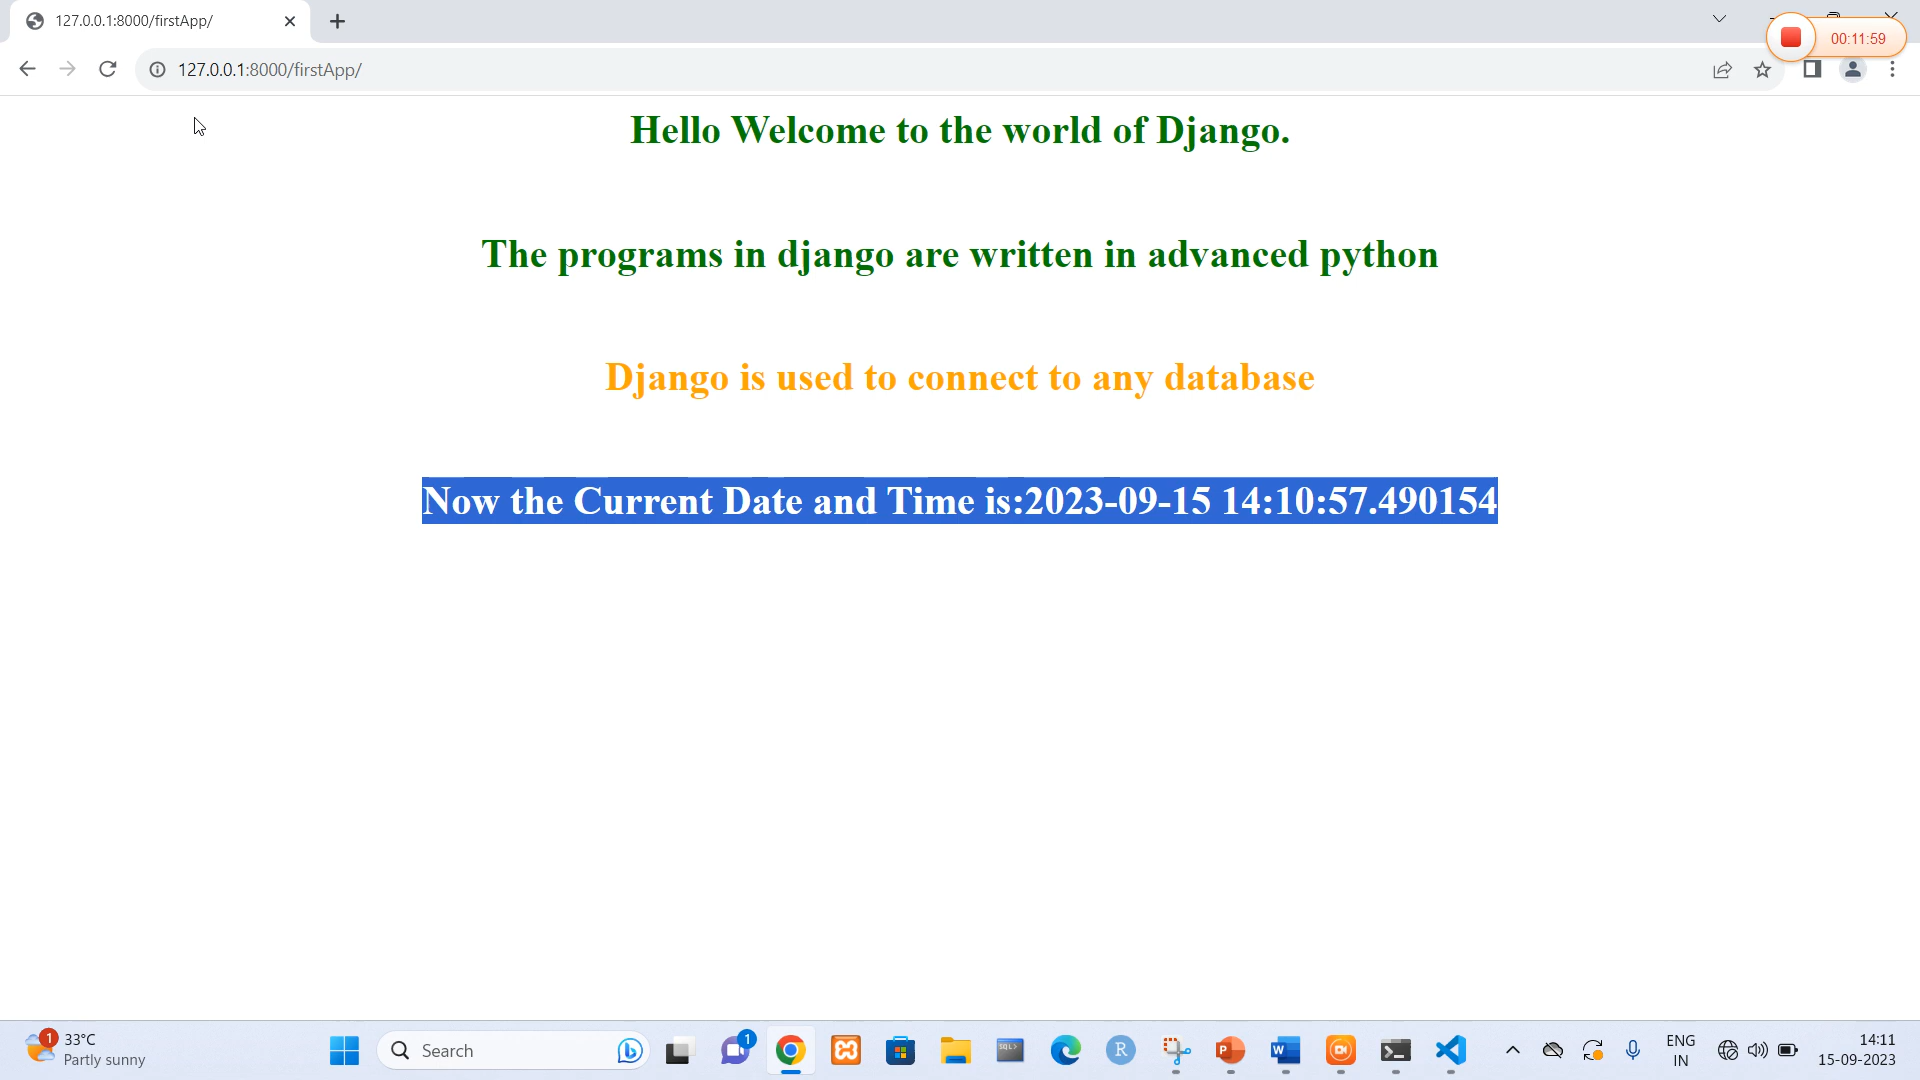 127.0.0.1:8000/firstApp/
00:11:59
127.0.0.1:8000/firstApp/
Hello Welcome to the world of Django.
The programs in django are written in advanced python
Django is used to connect to any database
Now the Current Date and Time is:2023-09-15 14:10:57.490154
1
33°C
Partly sunny
Search
1
SQL>
R
P
W
ENG
IN
14:11
15-09-2023